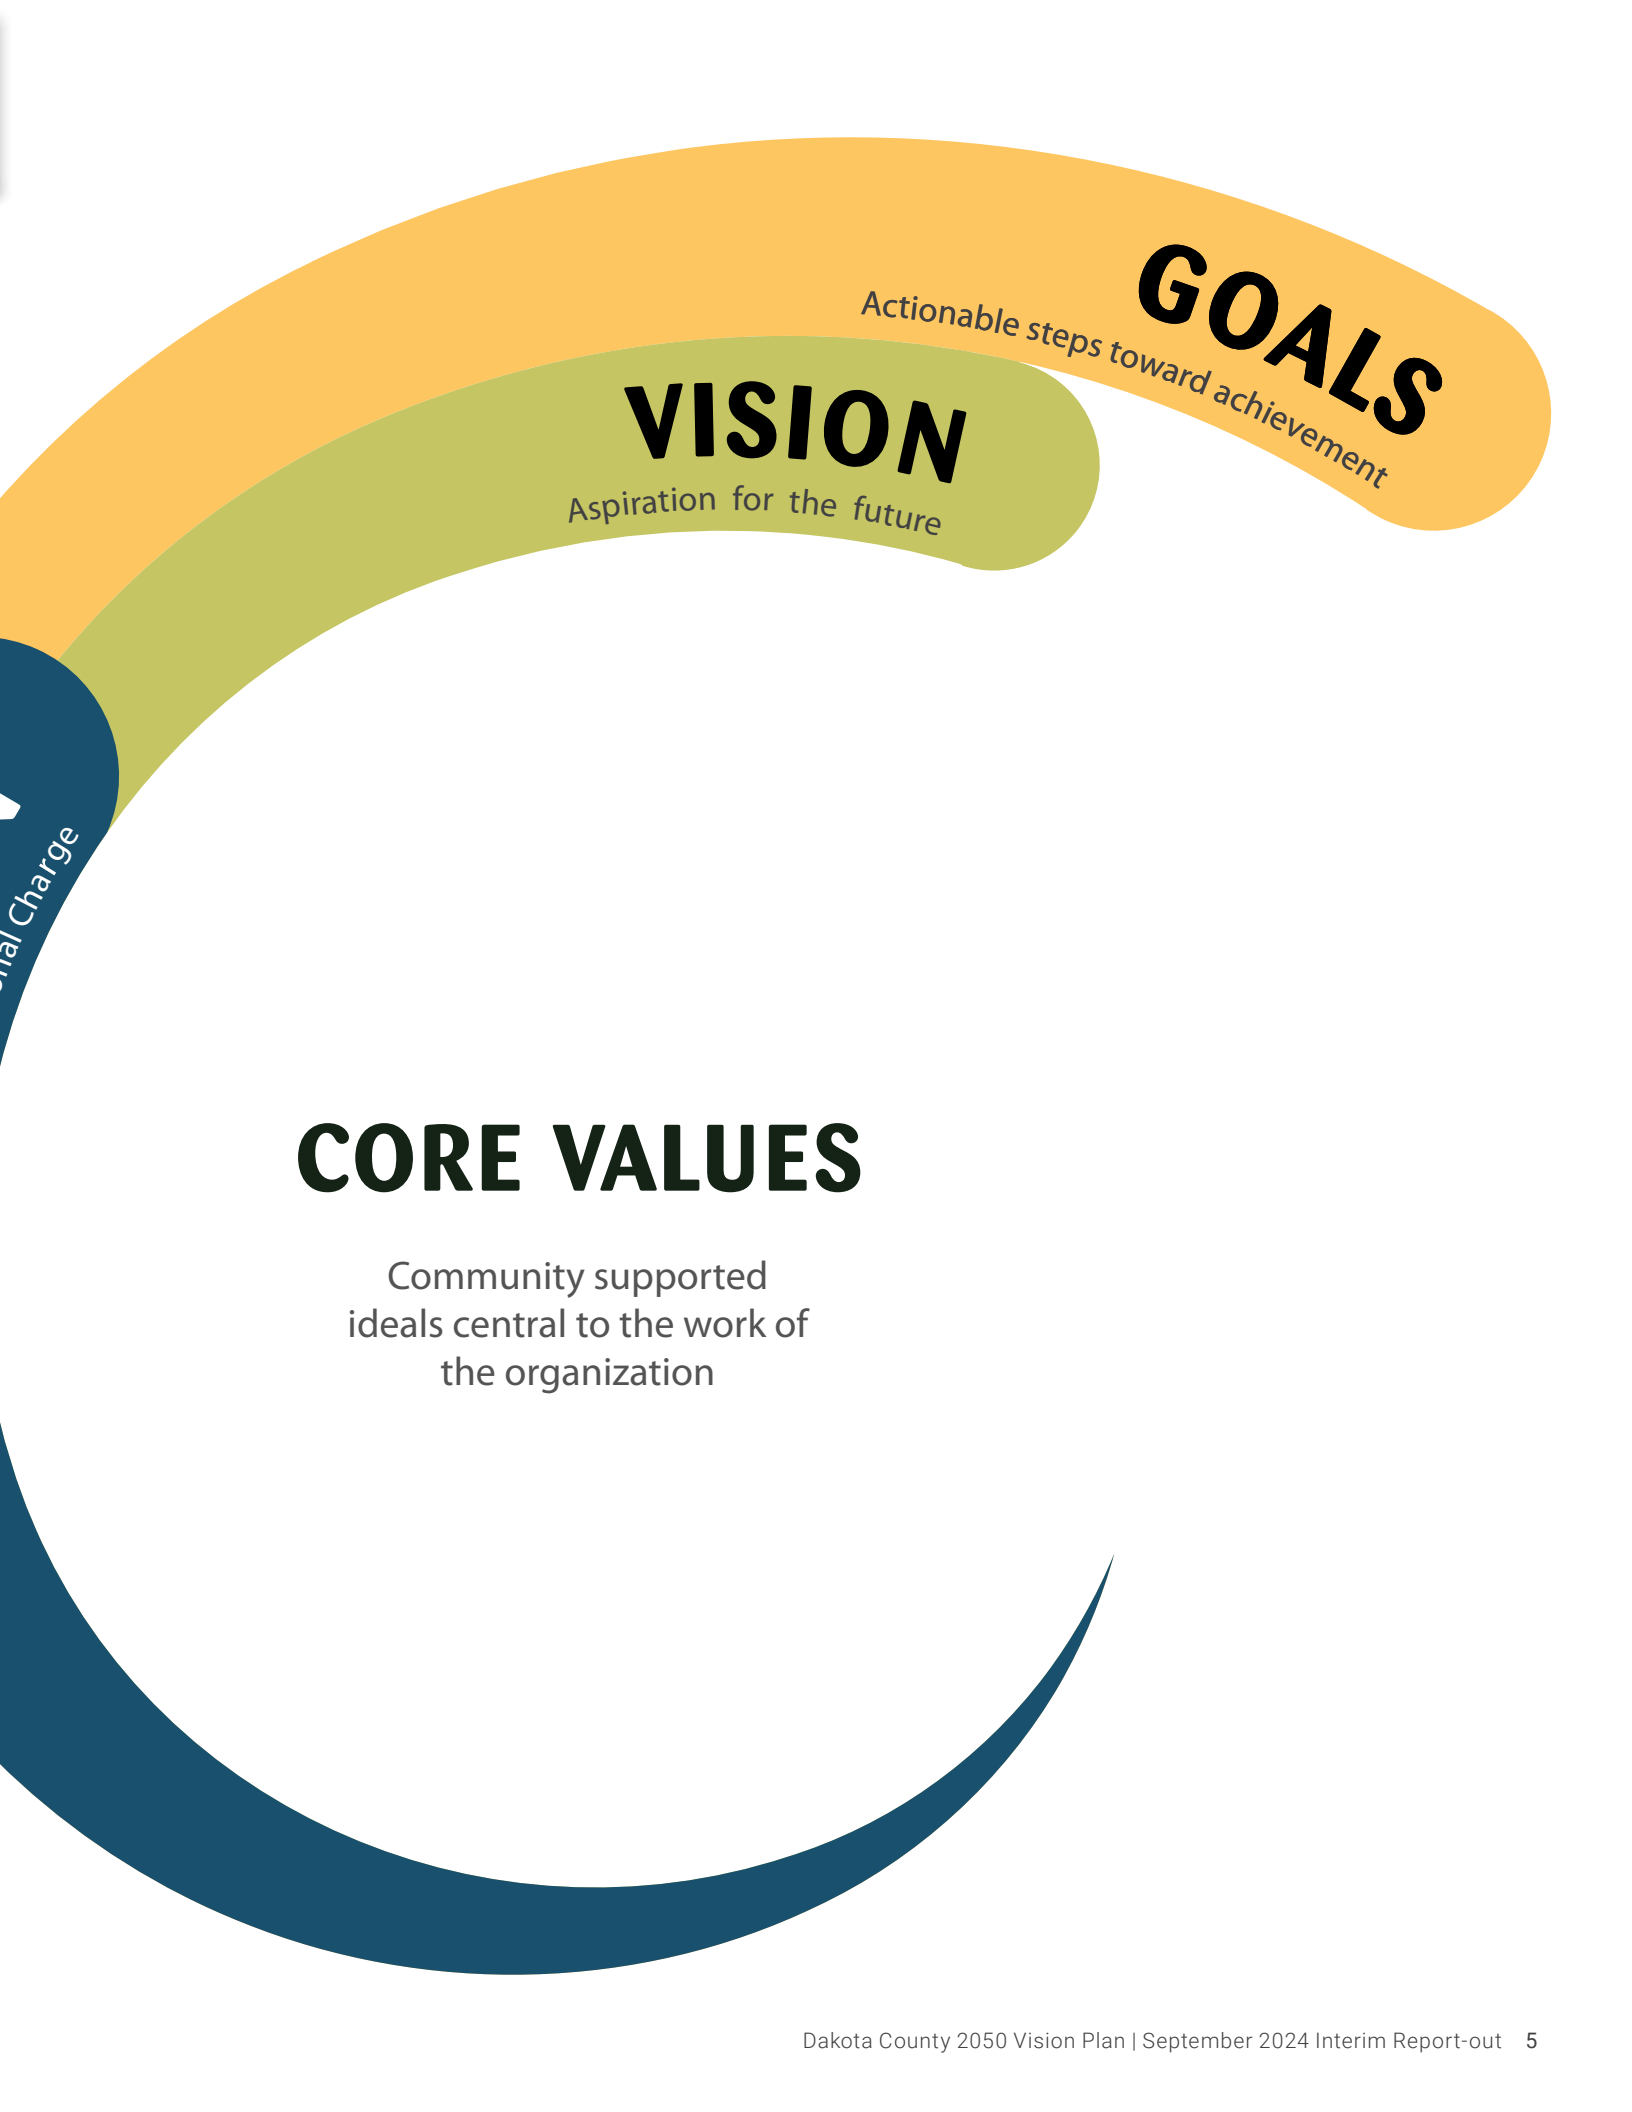 GOALS
Actionable steps toward achievement
VISION
Aspiration for the future
Charge
CORE VALUES
Community supported
ideals central to the work of
the organization
Dakota County 2050 Vision Plan | September 2024 Interim Report-out 5